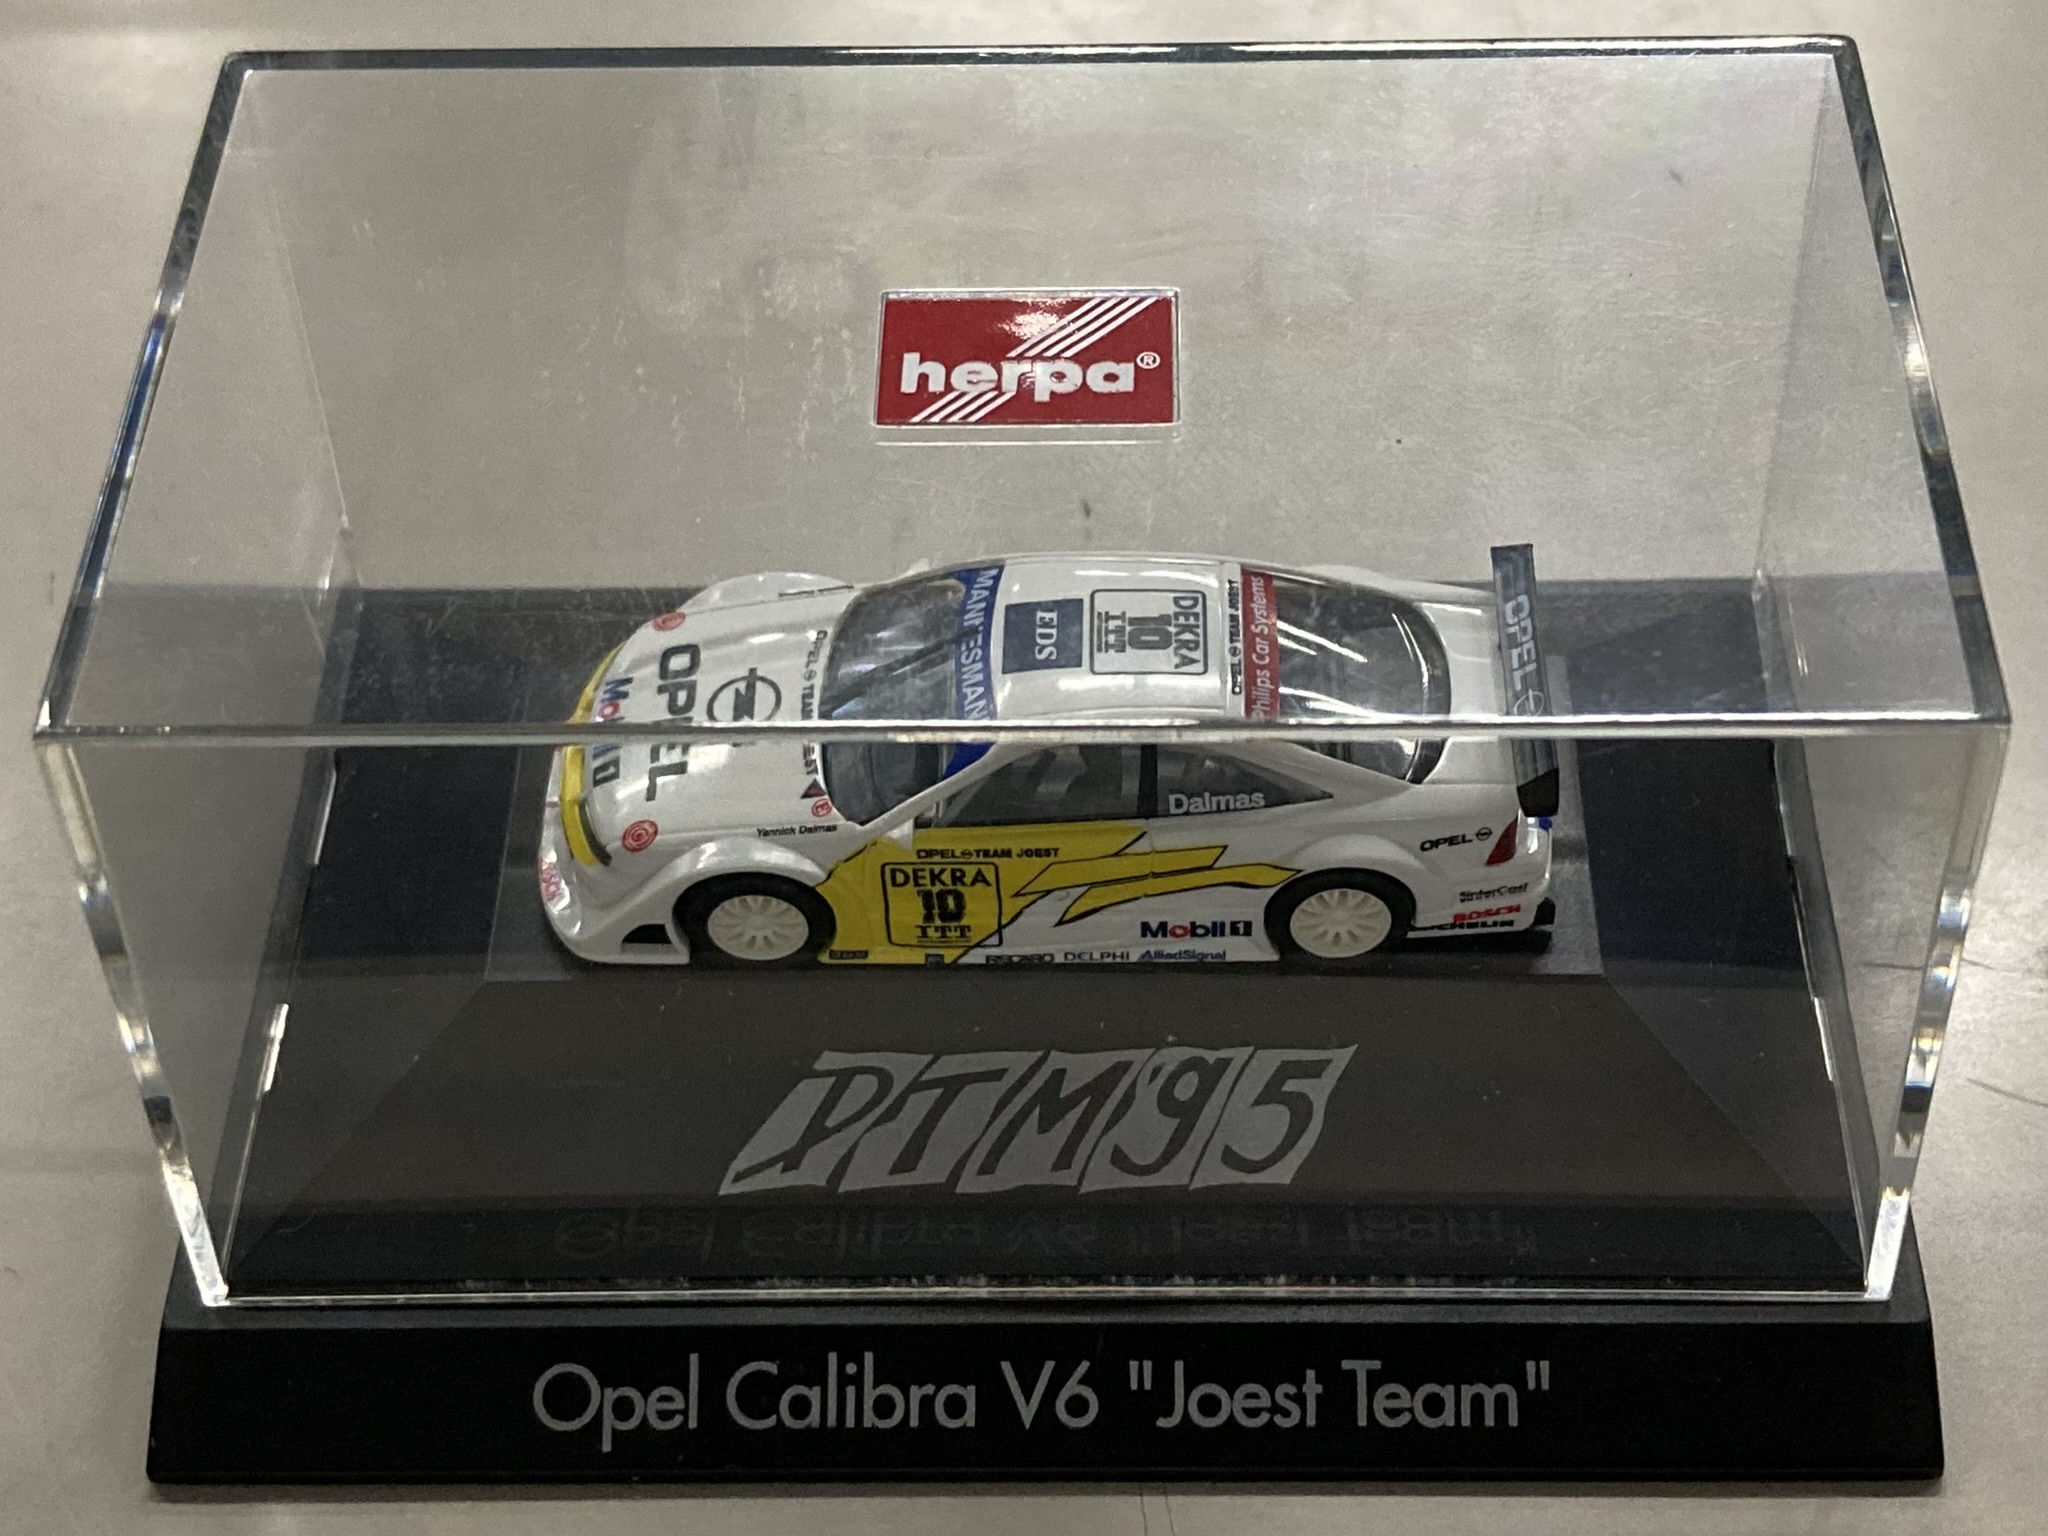 herpa®
MANNESMANN
EDS
DEKRA
10
ITT
OPEL TEAM JOEST
Philips Car Systems
OPEL
OPEL
Mobil 1
Yannick Dalmas
Dalmas
OPEL TEAM JOEST
DEKRA
10
ITT
Mobil 1
RECARO DELPHI AlliedSignal
OPEL
SinterCast
BOSCH
MICHELIN
DTM'95
Opel Calibra V6 "Joest Team"